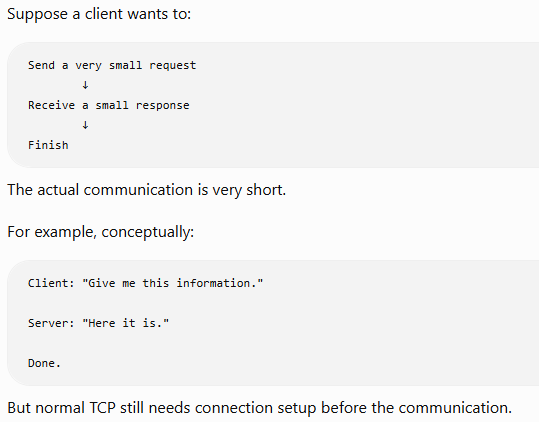 Suppose a client wants to:
Send a very small request
↓
Receive a small response
↓
Finish
The actual communication is very short.
For example, conceptually:
Client: "Give me this information."
Server: "Here it is."
Done.
But normal TCP still needs connection setup before the communication.